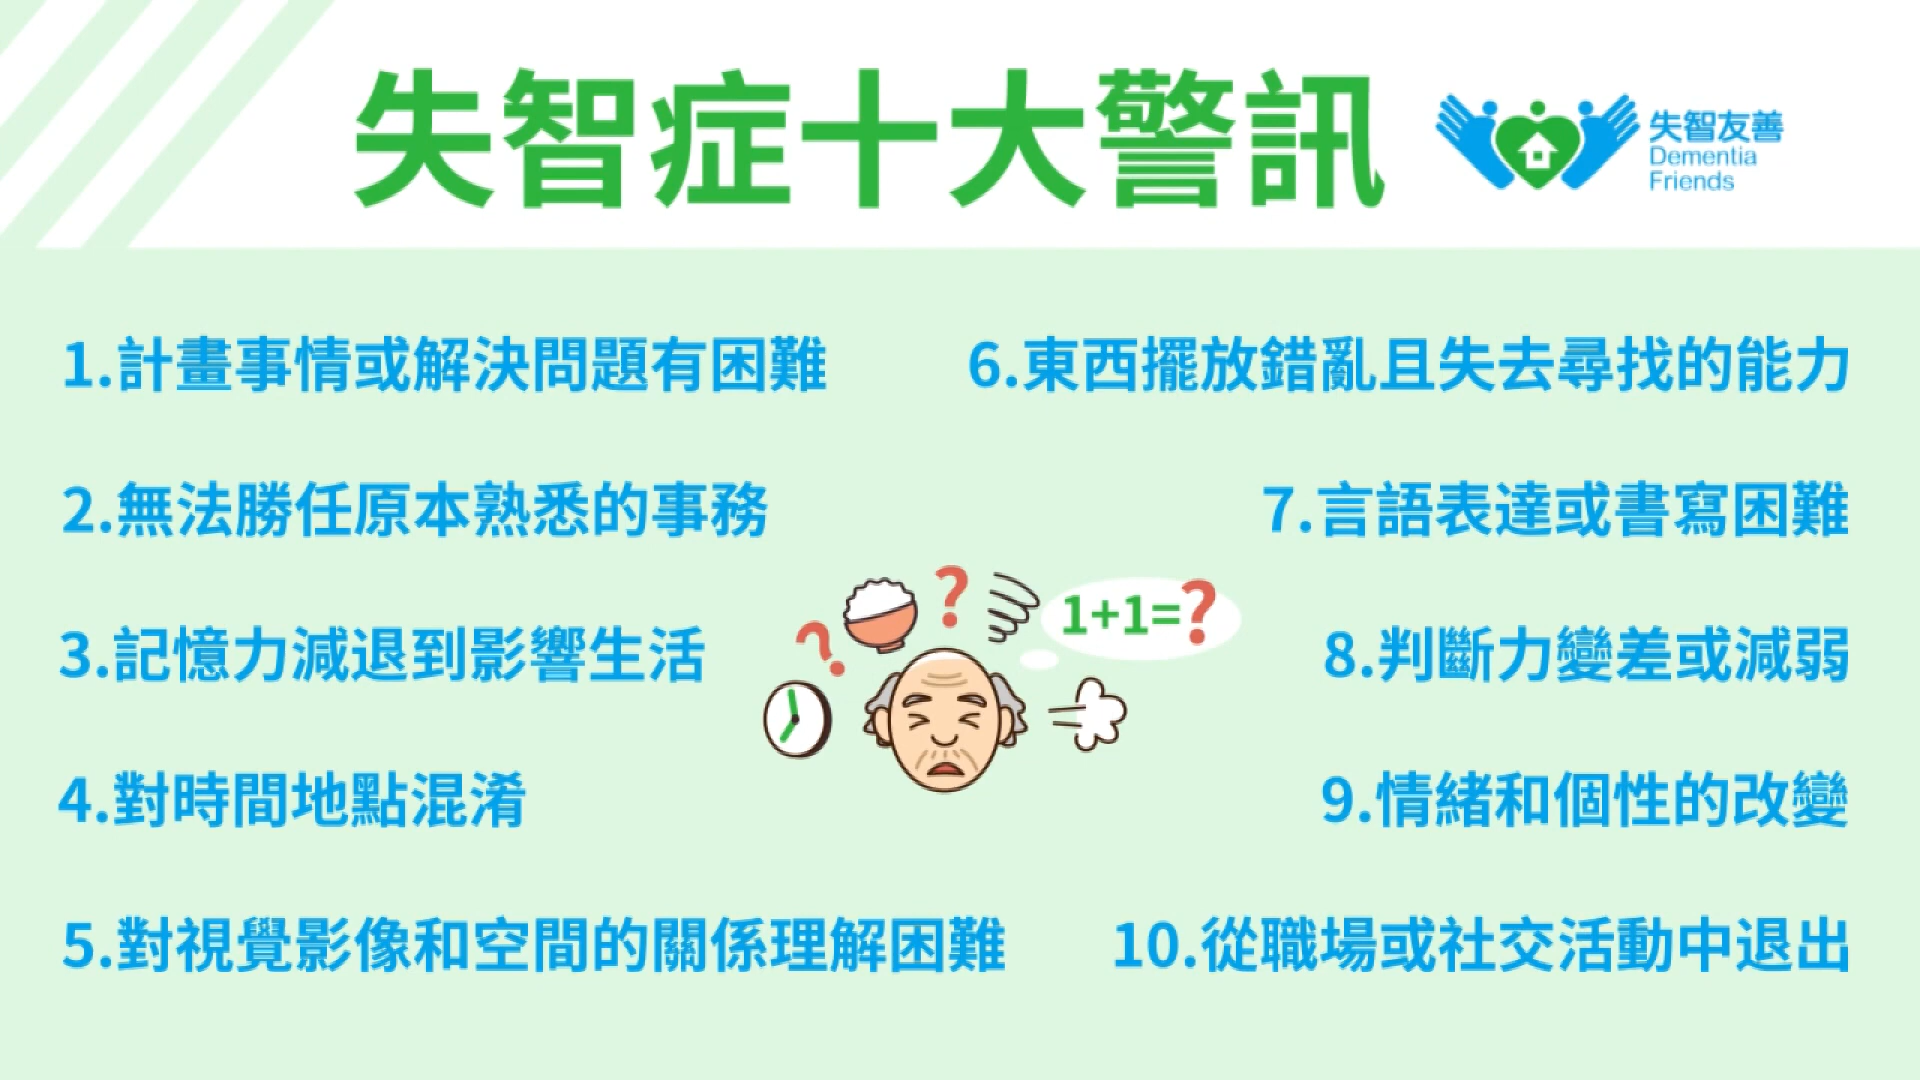 失智症十大警訊
失智友善
Dementia
Friends
1.計畫事情或解決問題有困難
2.無法勝任原本熟悉的事務
3.記憶力減退到影響生活
4.對時間地點混淆
5.對視覺影像和空間的關係理解困難
6.東西擺放錯亂且失去尋找的能力
7.言語表達或書寫困難
8.判斷力變差或減弱
9.情緒和個性的改變
10.從職場或社交活動中退出
?
?
1+1=?